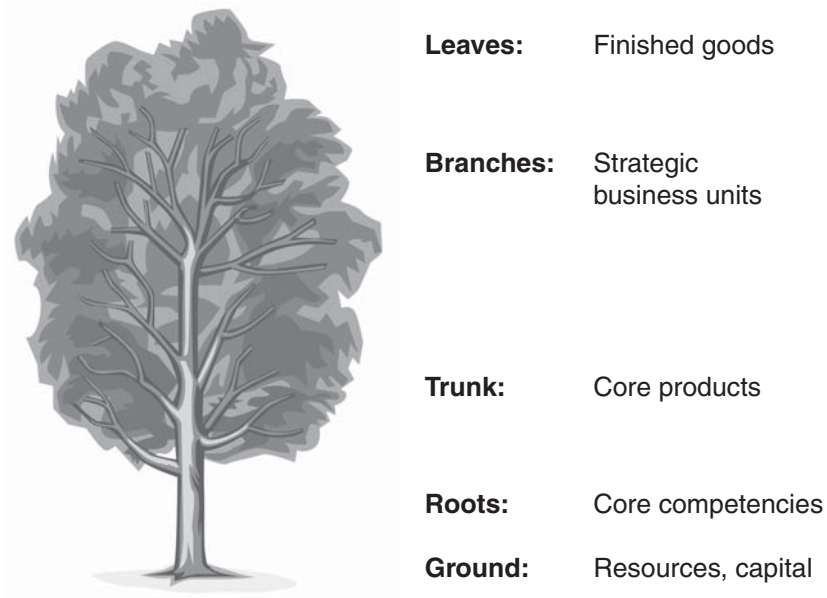 Leaves: Finished goods
Branches: Strategic
business units
Trunk: Core products
Roots: Core competencies
Ground: Resources, capital